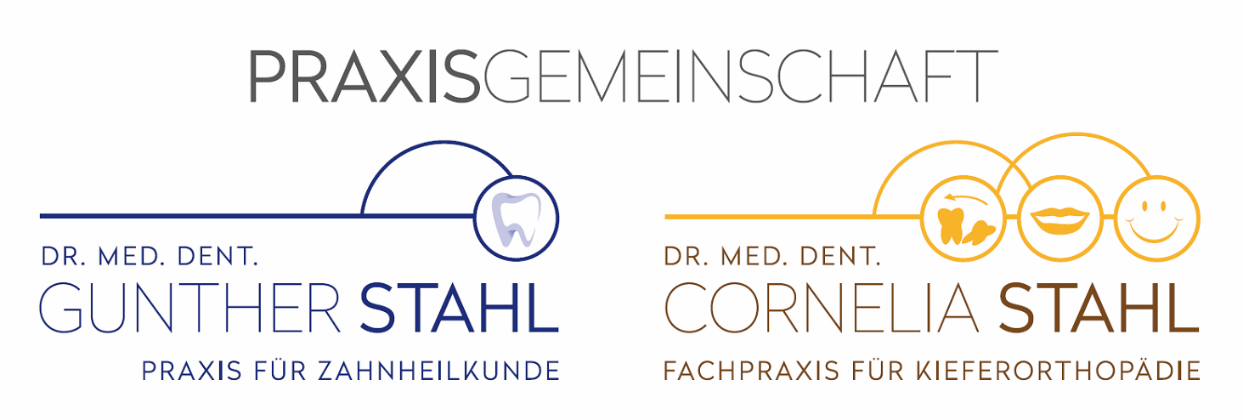 PRAXISGEMEINSCHAFT
DR. MED. DENT.
GUNTHER STAHL
PRAXIS FÜR ZAHNHEILKUNDE
DR. MED. DENT.
CORNELIA STAHL
FACHPRAXIS FÜR KIEFERORTHOPÄDIE